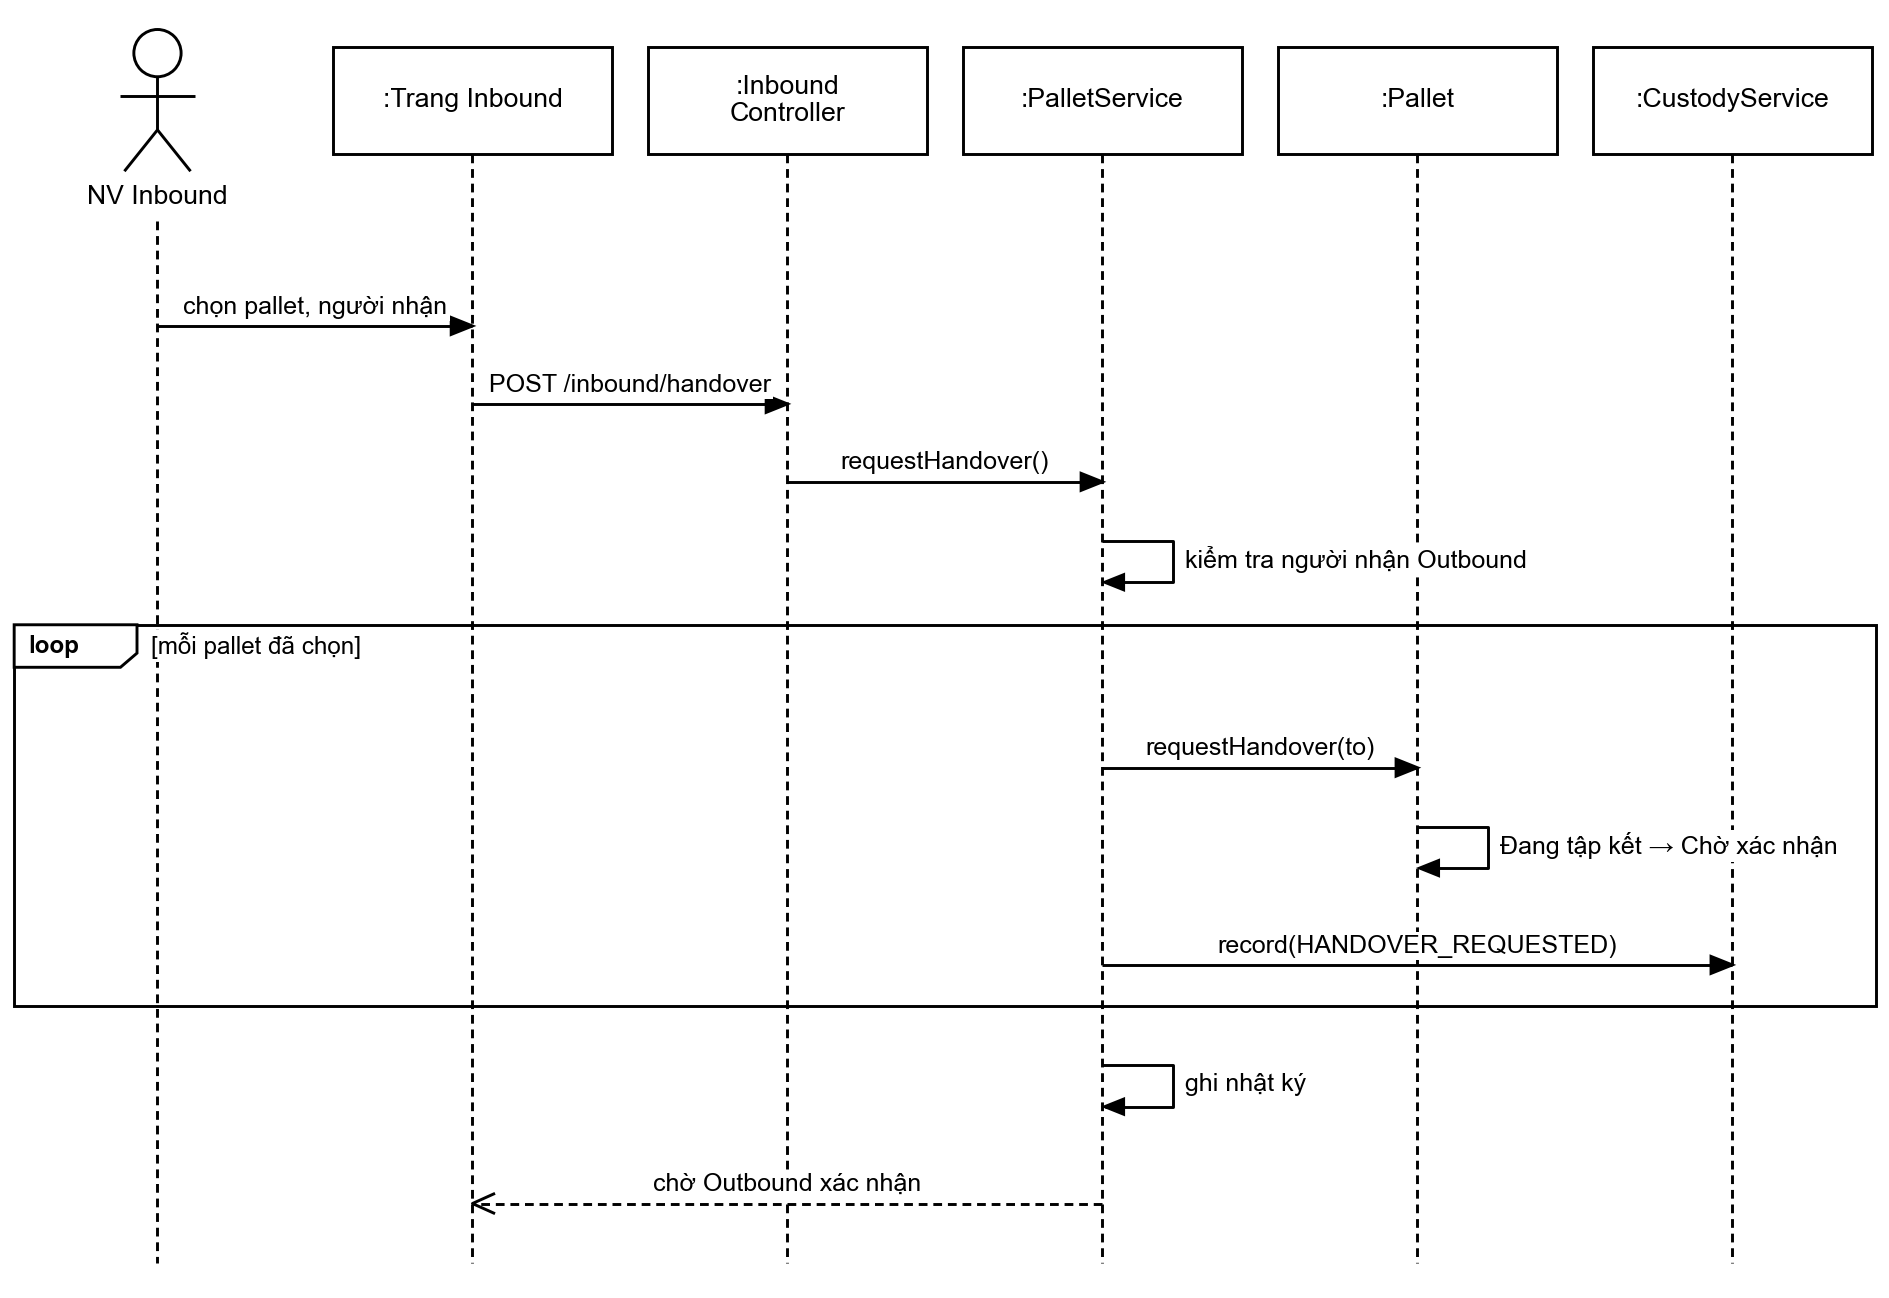 NV Inbound
:Trang Inbound
:Inbound
Controller
:PalletService
:Pallet
:CustodyService
chọn pallet, người nhận
POST /inbound/handover
requestHandover()
kiểm tra người nhận Outbound
loop
[mỗi pallet đã chọn]
requestHandover(to)
Đang tập kết → Chờ xác nhận
record(HANDOVER_REQUESTED)
ghi nhật ký
chờ Outbound xác nhận